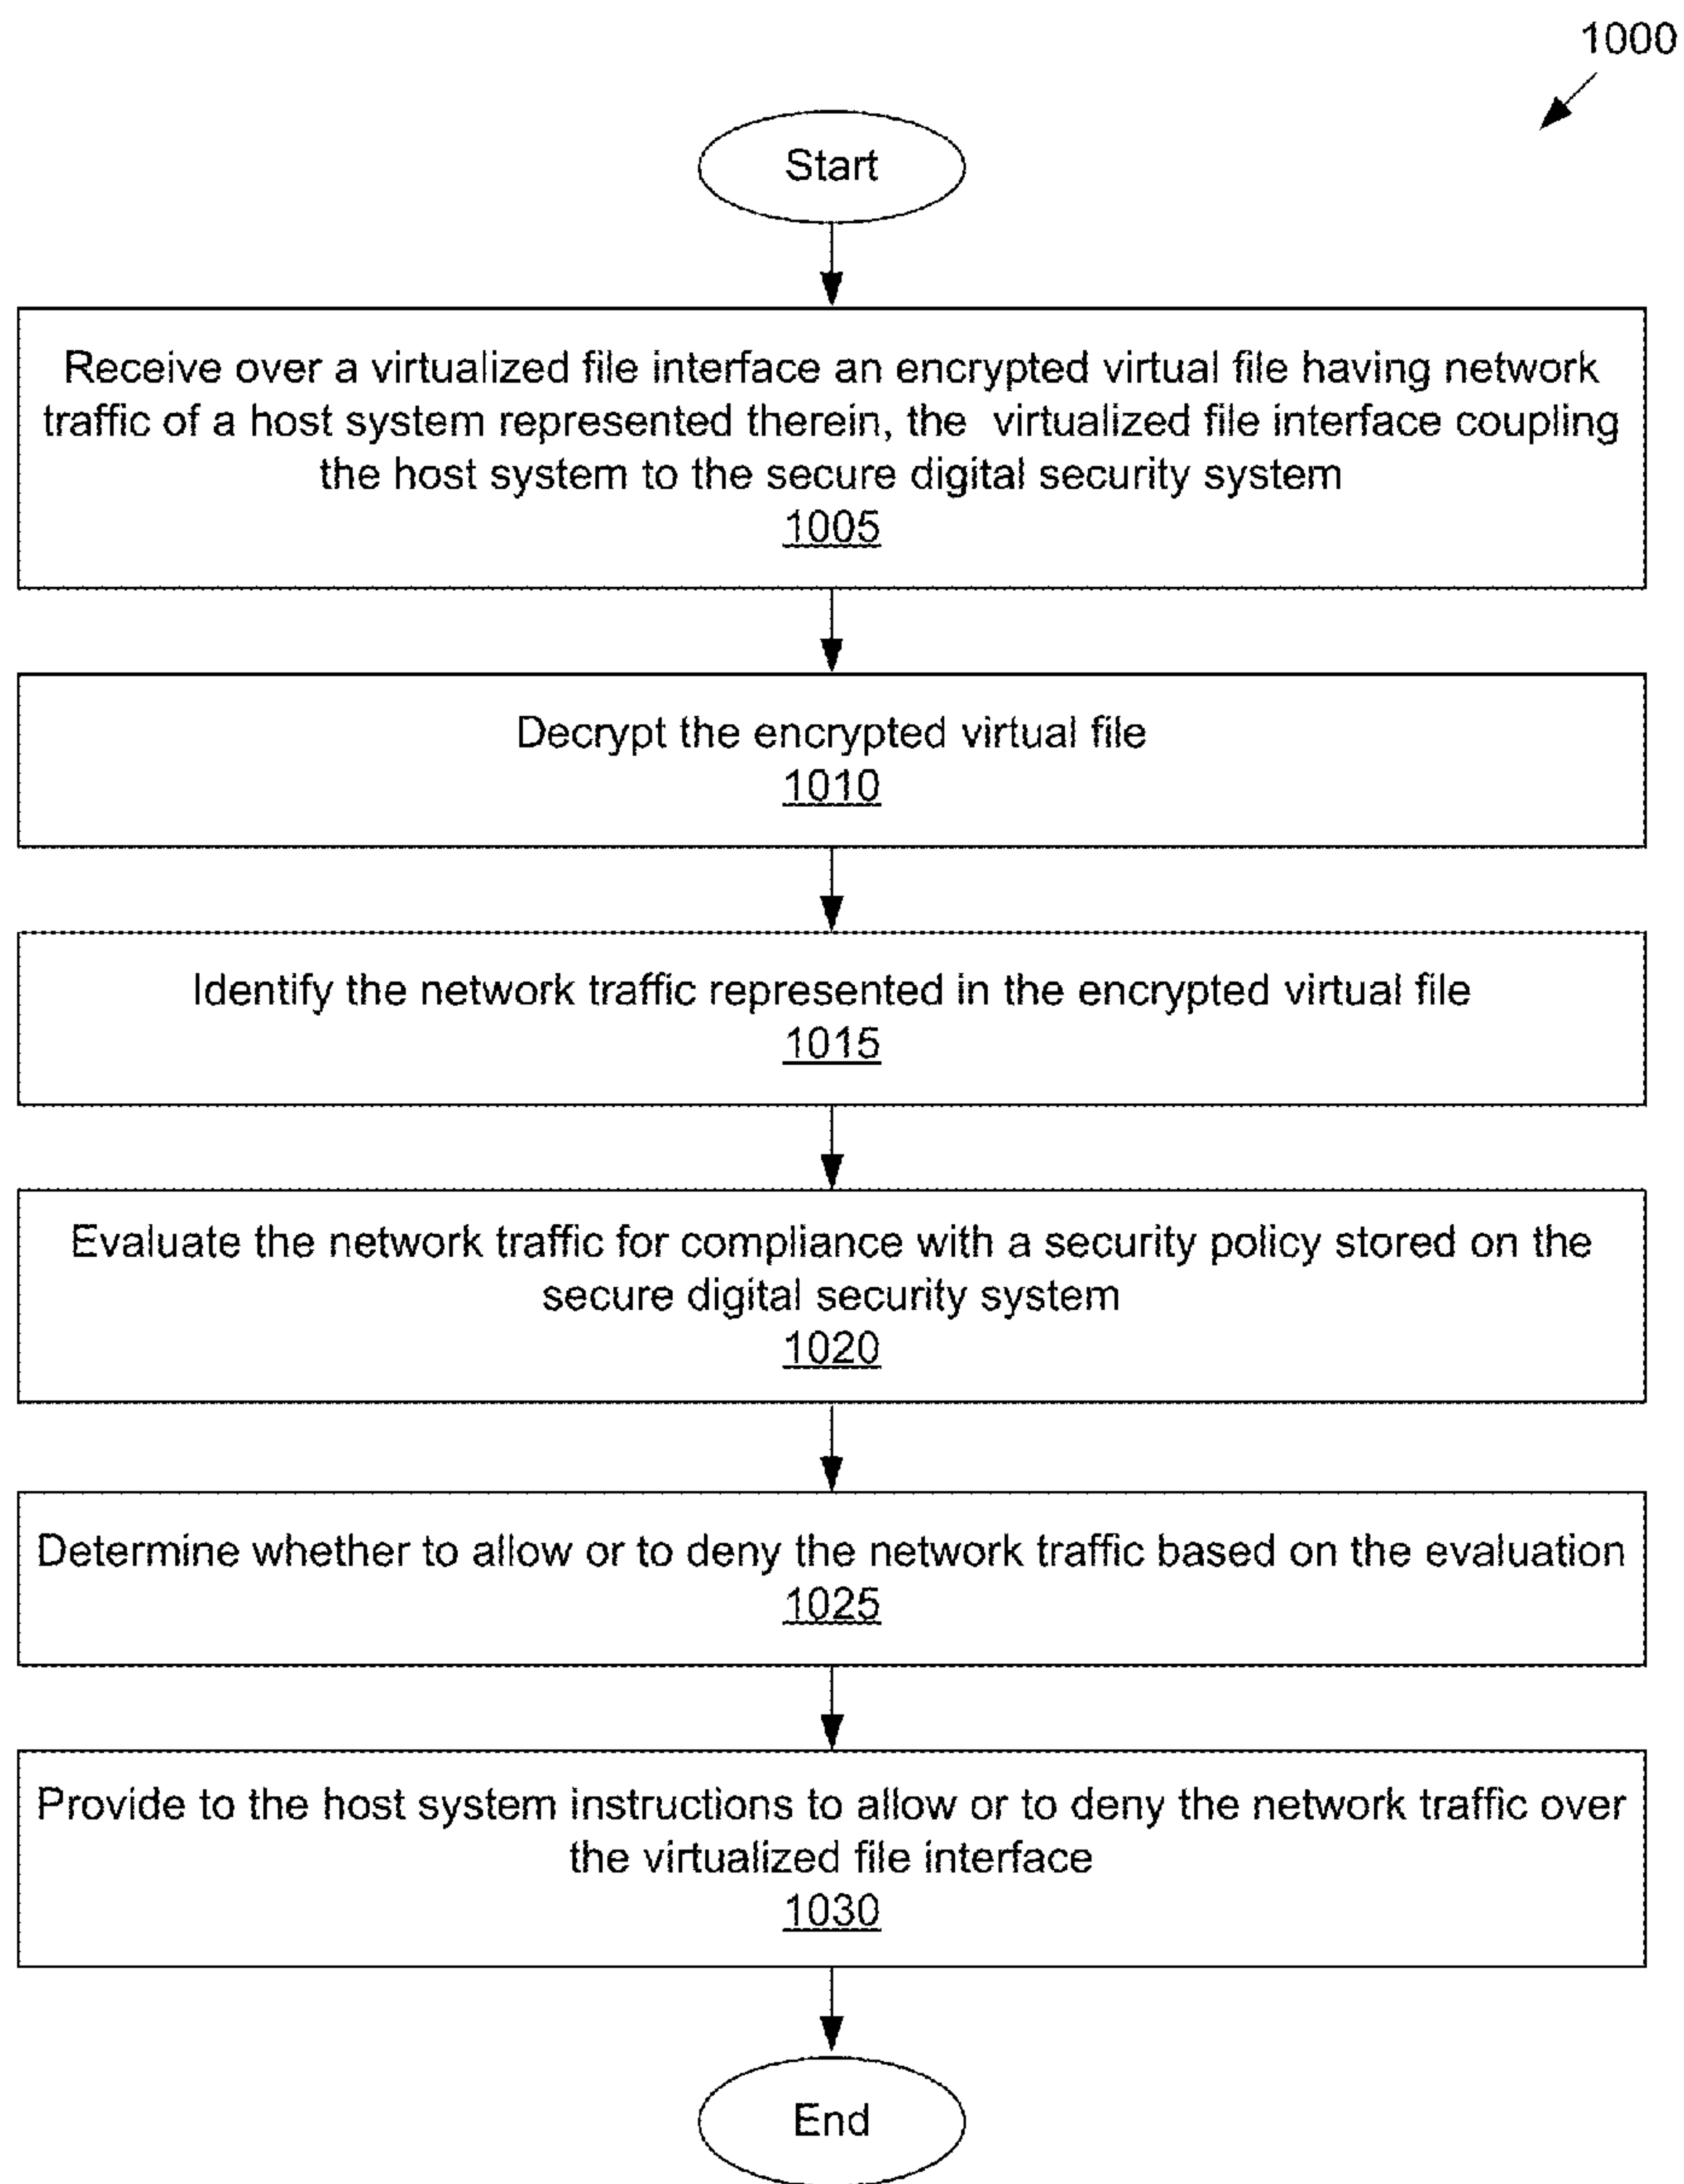 1000
Start
Receive over a virtualized file interface an encrypted virtual file having network
traffic of a host system represented therein, the virtualized file interface coupling
the host system to the secure digital security system
1005
Decrypt the encrypted virtual file
1010
Identify the network traffic represented in the encrypted virtual file
1015
Evaluate the network traffic for compliance with a security policy stored on the
secure digital security system
1020
Determine whether to allow or to deny the network traffic based on the evaluation
1025
Provide to the host system instructions to allow or to deny the network traffic over
the virtualized file interface
1030
End